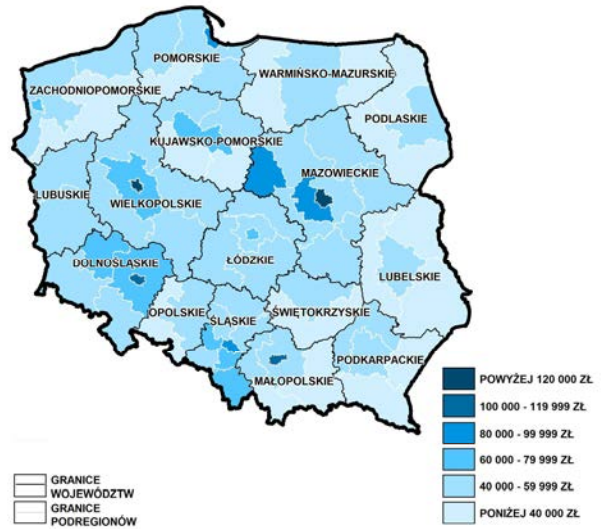 POMORSKIE
WARMIŃSKO-MAZURSKIE
ZACHODNIOPOMORSKIE
PODLASKIE
KUJAWSKO-POMORSKIE
MAZOWIECKIE
LUBUSKIE
WIELKOPOLSKIE
ŁÓDZKIE
DOLNOŚLĄSKIE
LUBELSKIE
OPOLSKIE
ŚLĄSKIE
ŚWIĘTOKRZYSKIE
PODKARPACKIE
MAŁOPOLSKIE
POWYŻEJ 120 000 ZŁ
100 000 - 119 999 ZŁ
80 000 - 99 999 ZŁ
60 000 - 79 999 ZŁ
40 000 - 59 999 ZŁ
PONIŻEJ 40 000 ZŁ
GRANICE
WOJEWÓDZTW
GRANICE
PODREGIONÓW